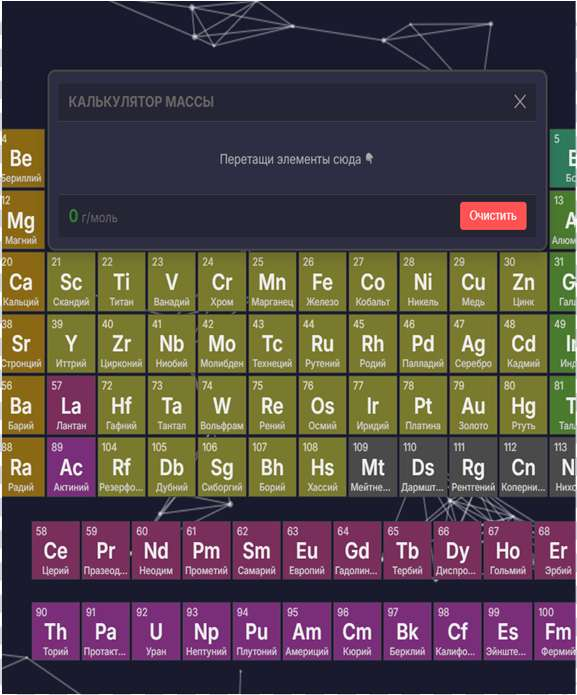 КАЛЬКУЛЯТОР МАССЫ X
Перетащи элементы сюда
0 г/моль Очистить
4 5
Be B
Бериллий Бо
12 13
Mg A
Магний Алюм
20 21 22 23 24 25 26 27 28 29 30 31
Ca Sc Ti V Cr Mn Fe Co Ni Cu Zn G
Кальций Скандий Титан Ванадий Хром Марганец Железо Кобальт Никель Медь Цинк Галл
38 39 40 41 42 43 44 45 46 47 48 49
Sr Y Zr Nb Mo Tc Ru Rh Pd Ag Cd In
Стронций Иттрий Цирконий Ниобий Молибден Технеций Рутений Родий Палладий Серебро Кадмий Инд
56 57 72 73 74 75 76 77 78 79 80 81
Ba La Hf Ta W Re Os Ir Pt Au Hg T
Барий Лантан Гафний Тантал Вольфрам Рений Осмий Иридий Платина Золото Ртуть Талл
88 89 104 105 106 107 108 109 110 111 112 113
Ra Ac Rf Db Sg Bh Hs Mt Ds Rg Cn N
Радий Актиний Резерфо... Дубний Сиборгий Борий Хассий Мейтне... Дармшт... Рентгений Коперни... Нихо
58 59 60 61 62 63 64 65 66 67 68
Ce Pr Nd Pm Sm Eu Gd Tb Dy Ho Er
Церий Празеод... Неодим Прометий Самарий Европий Гадолин... Тербий Диспро... Гольмий Эрбий
90 91 92 93 94 95 96 97 98 99 100
Th Pa U Np Pu Am Cm Bk Cf Es Fm
Торий Протакт... Уран Нептуний Плутоний Америций Кюрий Берклий Калифо... Эйнште... Фермий